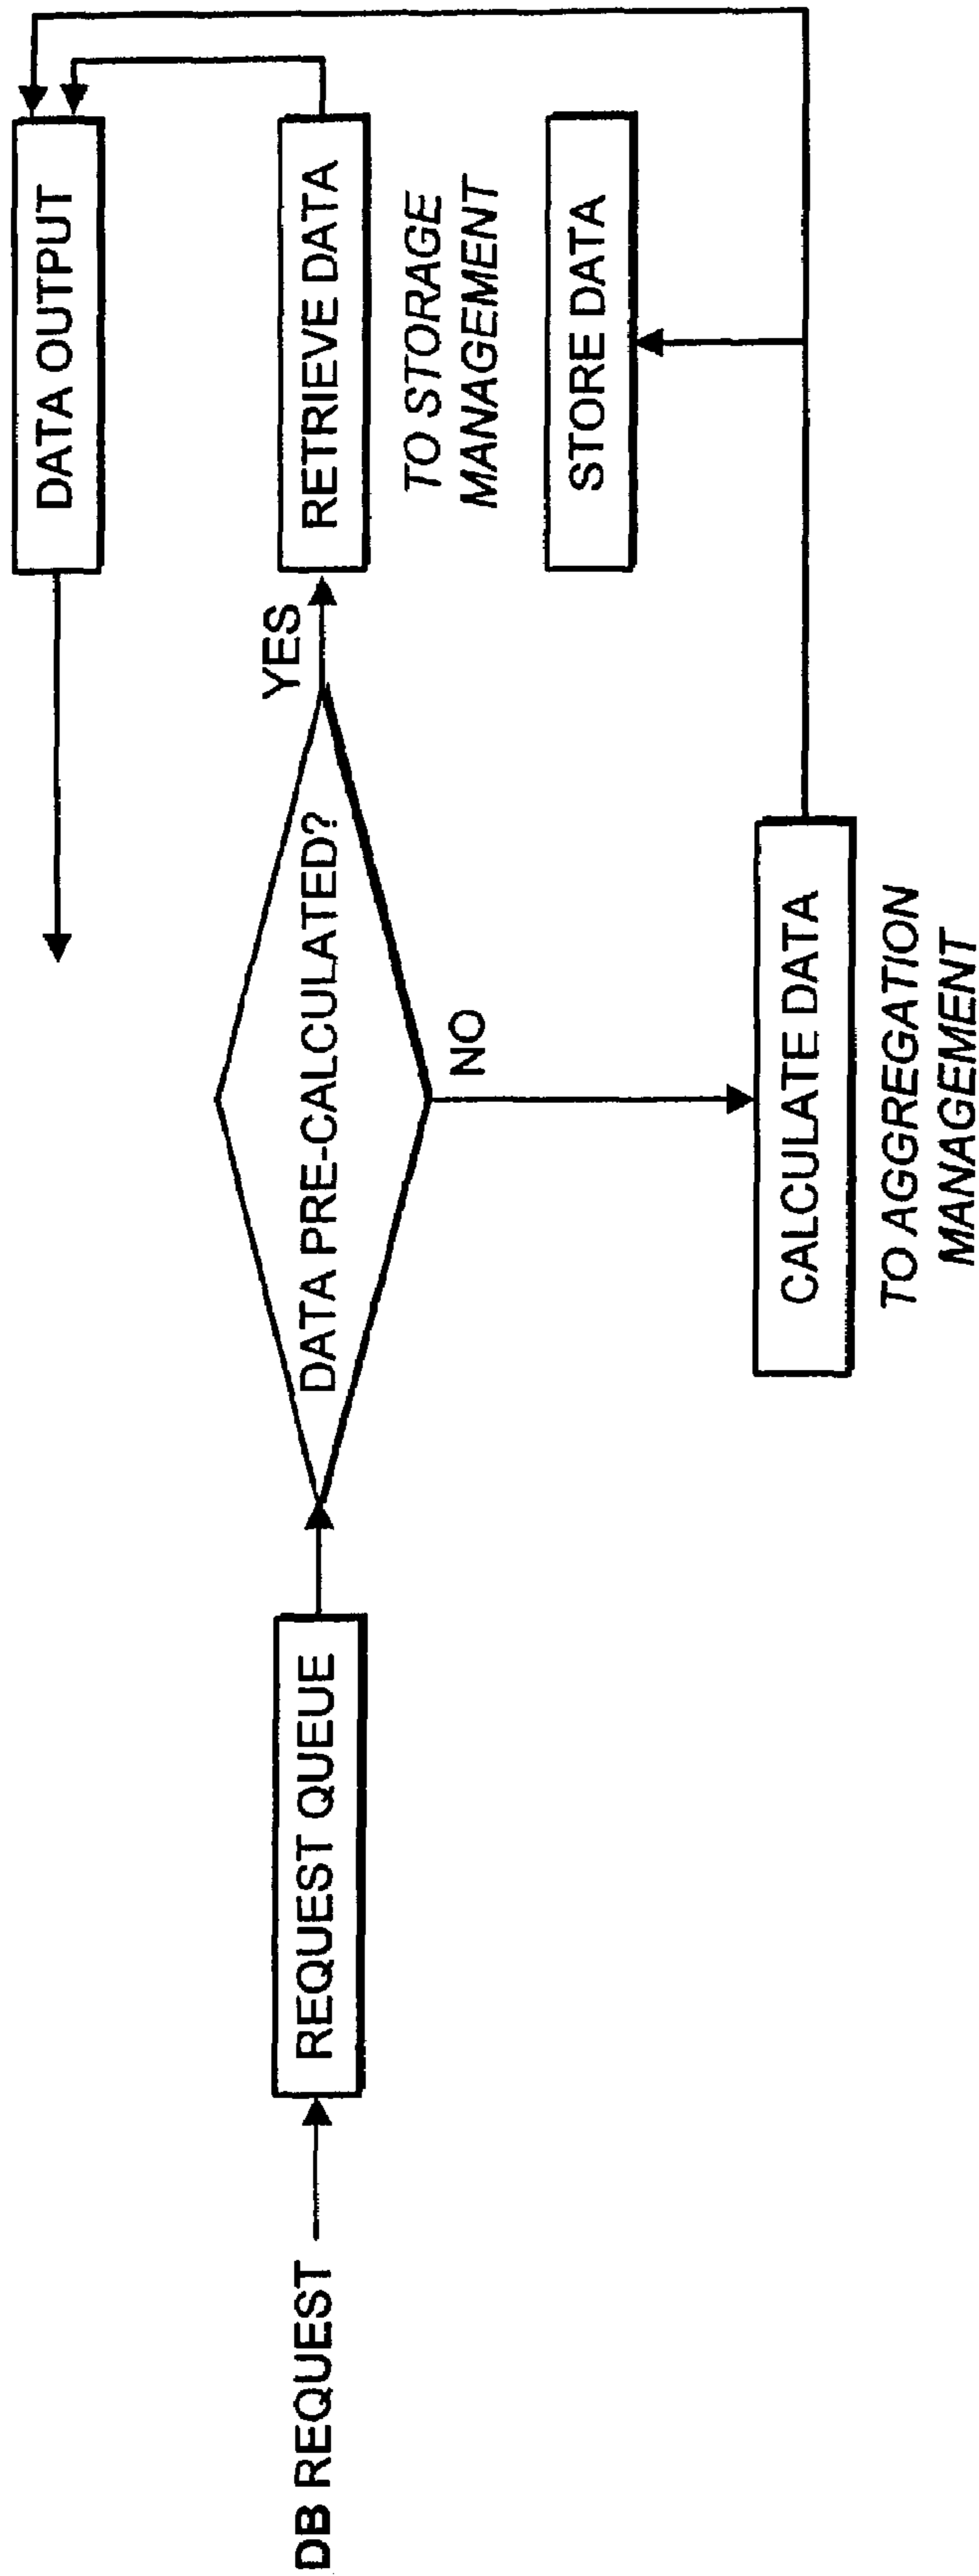 DB REQUEST
REQUEST QUEUE
DATA PRE-CALCULATED?
YES
NO
DATA OUTPUT
RETRIEVE DATA
TO STORAGE
MANAGEMENT
STORE DATA
CALCULATE DATA
TO AGGREGATION
MANAGEMENT